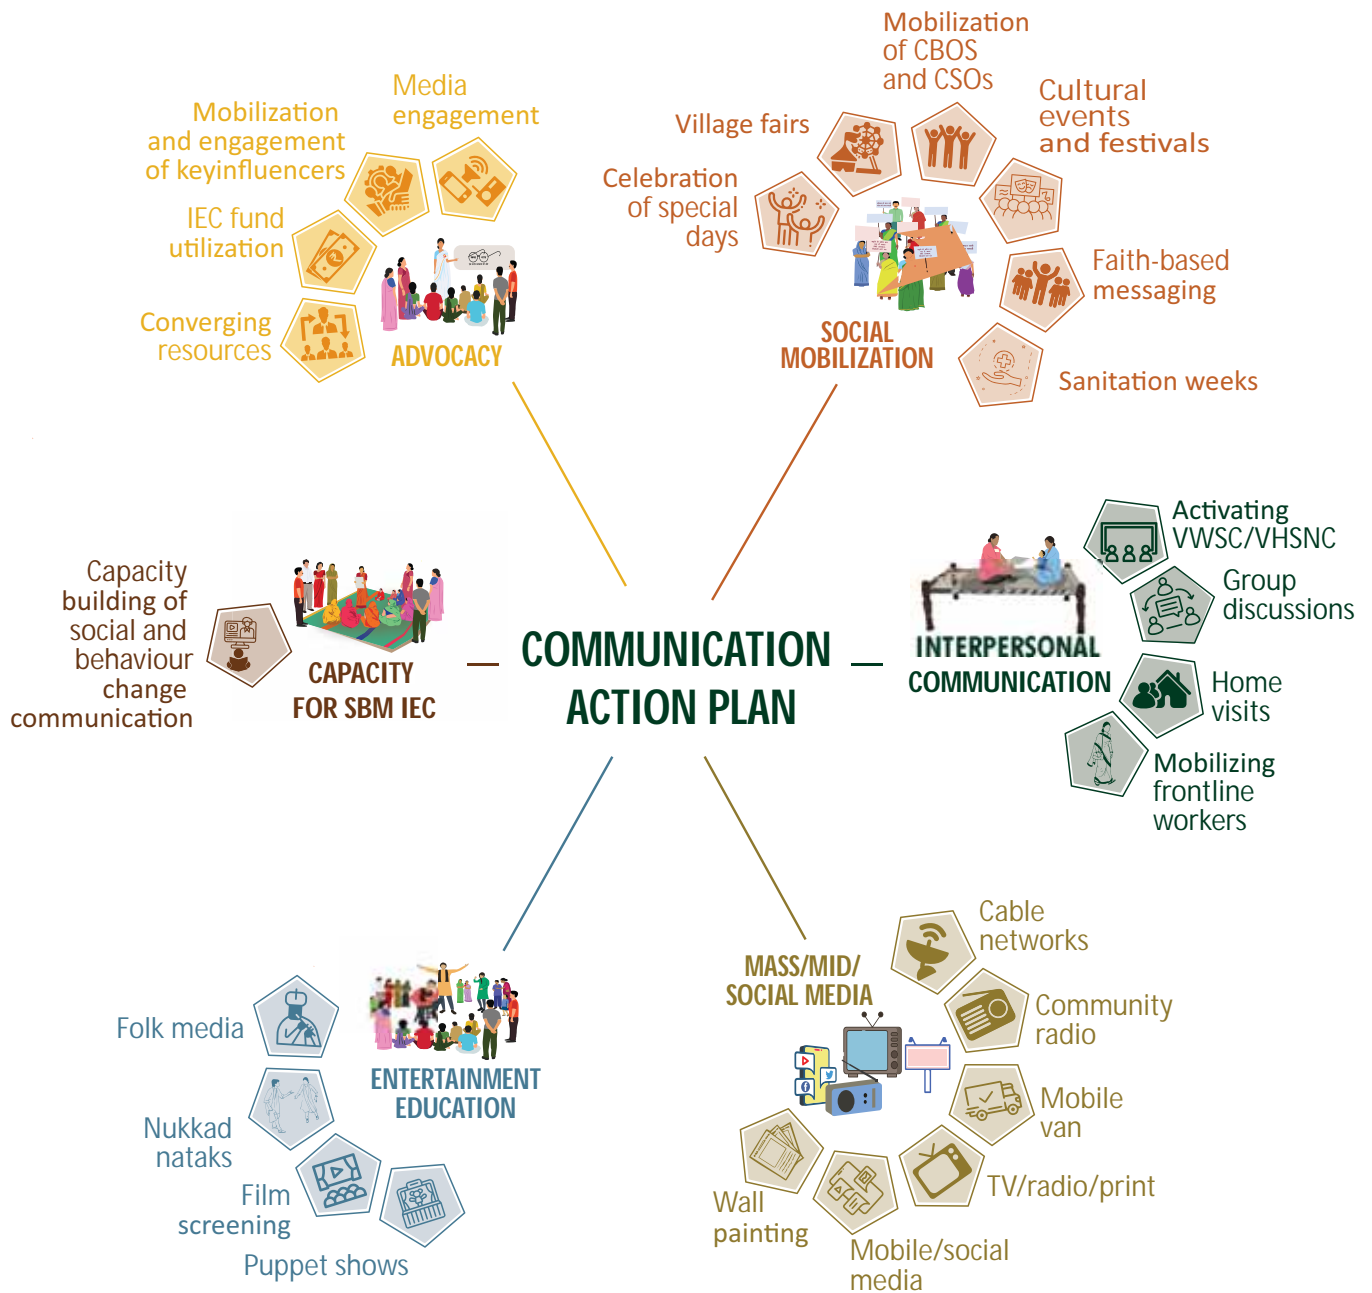 Media
engagement
Mobilization
and engagement
of keyinfluencers
IEC fund
utilization
Converging
resources
ADVOCACY
Mobilization
of CBOS
and CSOs
Village fairs
Cultural
events
and festivals
Celebration
of special
days
Faith-based
messaging
Sanitation weeks
SOCIAL
MOBILIZATION
Capacity
building of
social and
behaviour
change
communication
CAPACITY
FOR SBM IEC
COMMUNICATION
ACTION PLAN
INTERPERSONAL
COMMUNICATION
Activating
VWSC/VHSNC
Group
discussions
Home
visits
Mobilizing
frontline
workers
ENTERTAINMENT
EDUCATION
Folk media
Nukkad
nataks
Film
screening
Puppet shows
MASS/MID/
SOCIAL MEDIA
Cable
networks
Community
radio
Mobile
van
TV/radio/print
Mobile/social
media
Wall
painting